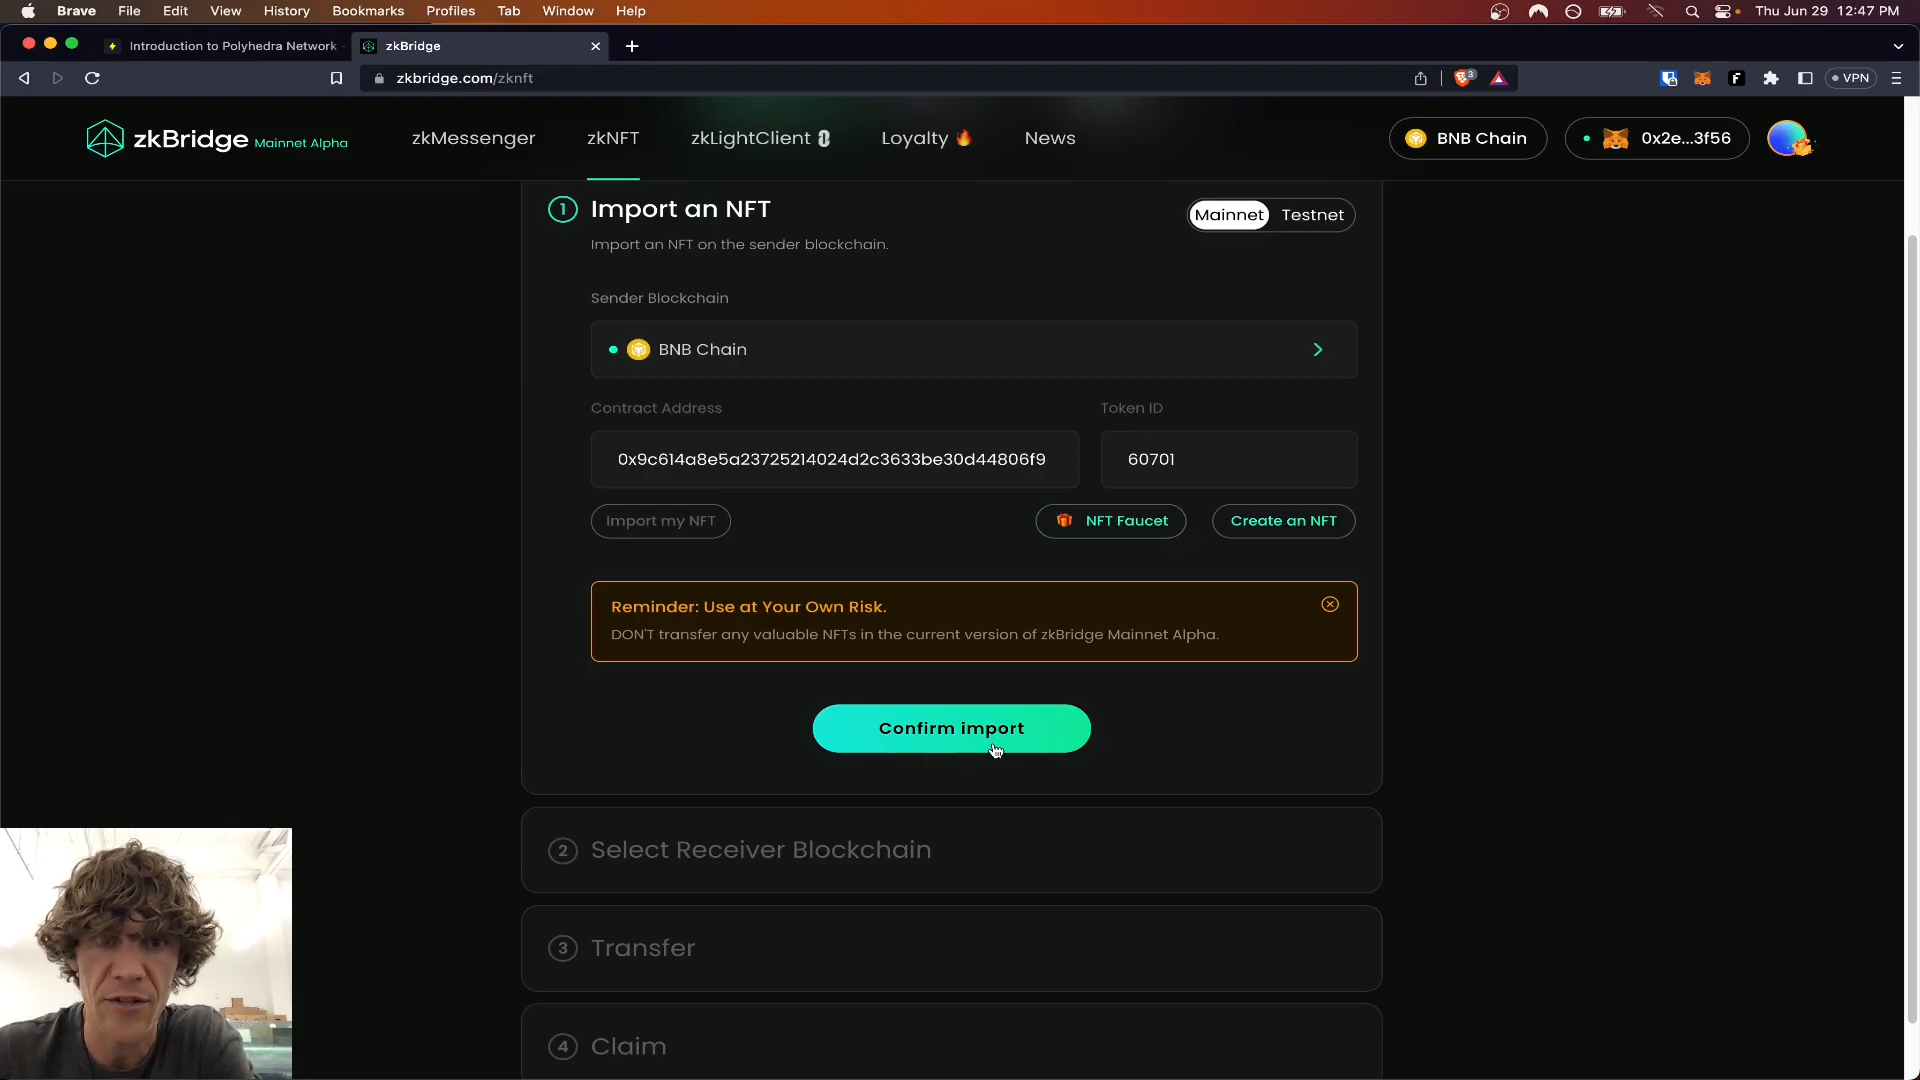 Brave File Edit View History Bookmarks Profiles Tab Window Help Thu Jun 29 12:47 PM
Introduction to Polyhedra Network
zkBridge
zkbridge.com/zknft
3
VPN
zkBridge Mainnet Alpha
zkMessenger zkNFT zkLightClient Loyalty News
BNB Chain
0x2e...3f56
1 Import an NFT
Mainnet Testnet
Import an NFT on the sender blockchain.
Sender Blockchain
BNB Chain
Contract Address Token ID
0x9c614a8e5a23725214024d2c3633be30d44806f9 60701
Import my NFT NFT Faucet Create an NFT
Reminder: Use at Your Own Risk.
DON'T transfer any valuable NFTs in the current version of zkBridge Mainnet Alpha.
Confirm import
2 Select Receiver Blockchain
3 Transfer
4 Claim